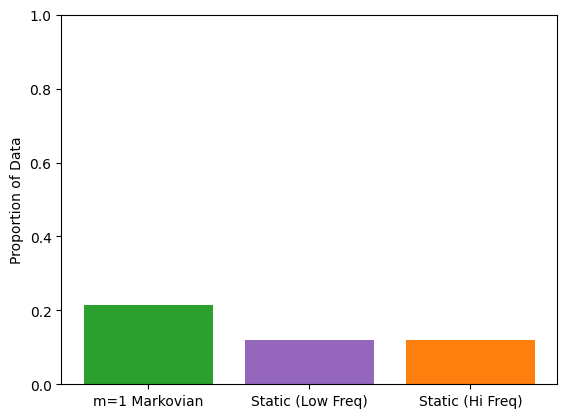 1.0
0.8
0.6
0.4
0.2
0.0
Proportion of Data
m=1 Markovian
Static (Low Freq)
Static (Hi Freq)